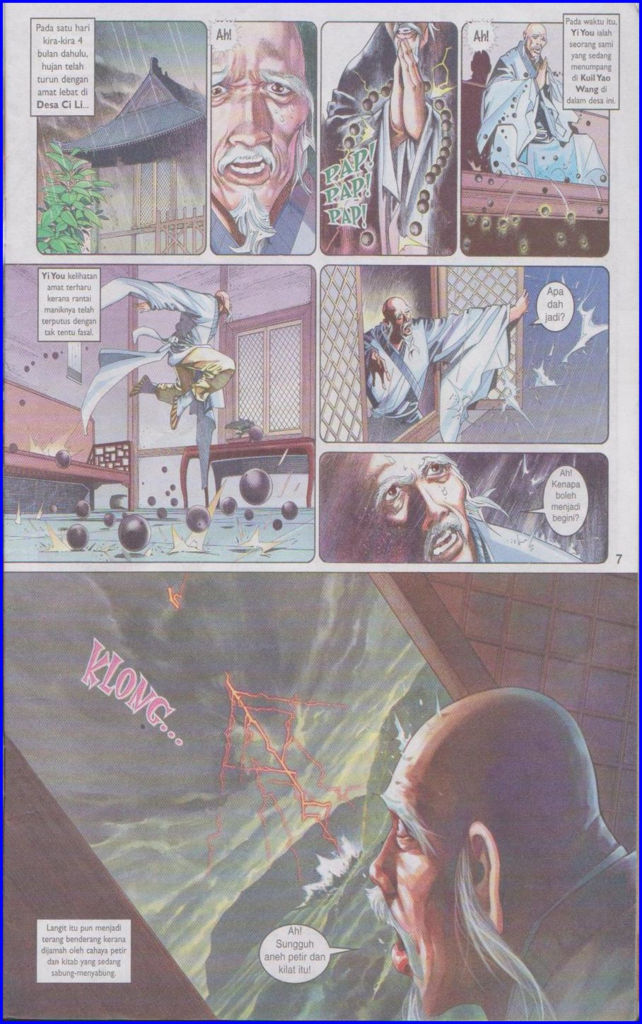 Pada satu hari
kira-kira 4
bulan dahulu,
hujan telah
turun dengan
amat lebat di
Desa Ci Li...
Ah!
PAP!
PAP!
PAP!
Ah!
Pada waktu itu,
Yi You ialah
seorang sami
yang sedang
menumpang
di Kuil Yao
Wang di
dalam desa ini.
Yi You kelihatan
amat terharu
kerana rantai
maniknya telah
terputus dengan
tak tentu fasal.
Apa
dah
jadi?
Ah!
Kenapa
boleh
menjadi
begini?
7
KLONG...
Langit itu pun menjadi
terang benderang kerana
dijamah oleh cahaya petir
dan kitab yang sedang
sabung-menyabung.
Ah!
Sungguh
aneh petir dan
kilat itu!